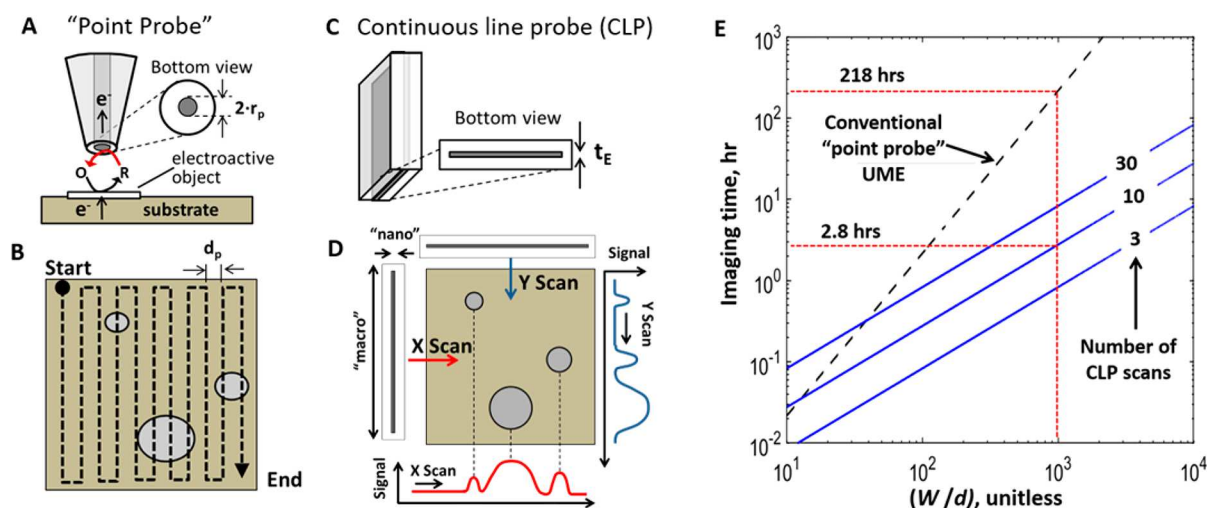 A "Point Probe"
Bottom view
2·rₚ
e⁻
O R
electroactive
object
e⁻ substrate
B
Start
dₚ
End
C Continuous line probe (CLP)
Bottom view
t_E
D
"nano"
"macro"
X Scan
Y Scan
Signal
Y Scan
Signal
X Scan
E
Imaging time, hr
10³
10²
10¹
10⁰
10⁻¹
10⁻²
218 hrs
2.8 hrs
Conventional
"point probe"
UME
30
10
3
Number of
CLP scans
10¹ 10² 10³ 10⁴
(W/d), unitless